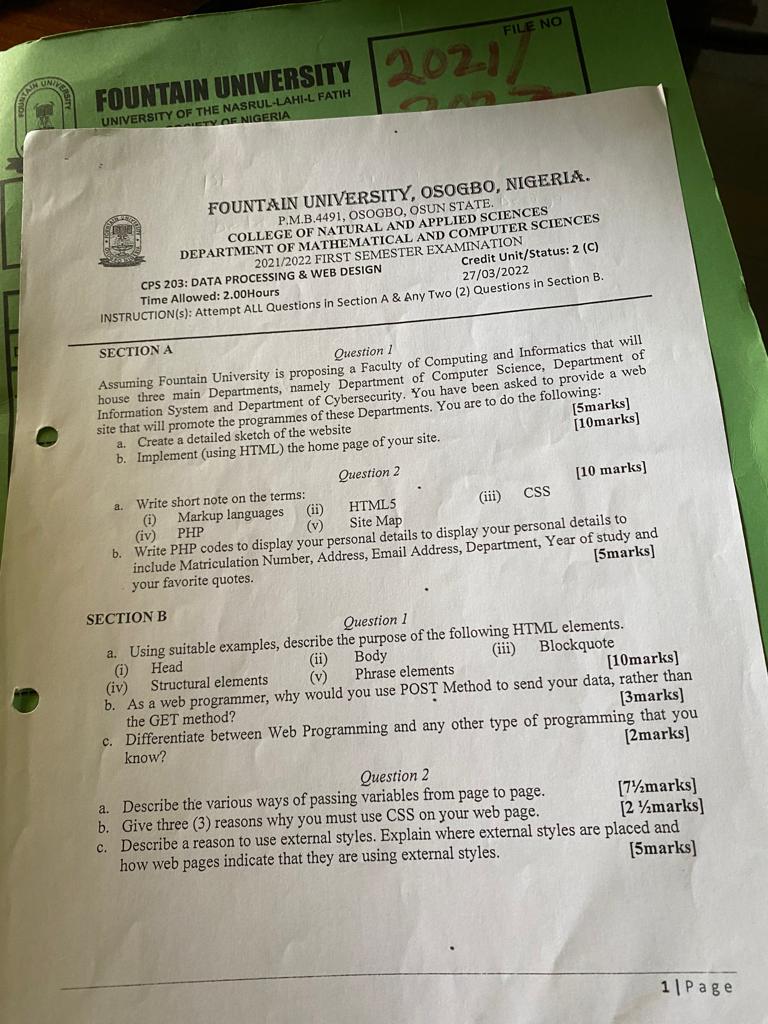 FILE NO
2021/
FOUNTAIN UNIVERSITY
UNIVERSITY OF THE NASRUL-LAHI-L FATIH
OF NIGERIA
FOUNTAIN UNIVERSITY, OSOGBO, NIGERIA.
P.M.B.4491, OSOGBO, OSUN STATE.
COLLEGE OF NATURAL AND APPLIED SCIENCES
DEPARTMENT OF MATHEMATICAL AND COMPUTER SCIENCES
2021/2022 FIRST SEMESTER EXAMINATION
CPS 203: DATA PROCESSING & WEB DESIGN Credit Unit/Status: 2 (C)
Time Allowed: 2.00Hours 27/03/2022
INSTRUCTION(s): Attempt ALL Questions in Section A & Any Two (2) Questions in Section B.
SECTION A
Question 1
Assuming Fountain University is proposing a Faculty of Computing and Informatics that will
house three main Departments, namely Department of Computer Science, Department of
Information System and Department of Cybersecurity. You have been asked to provide a web
site that will promote the programmes of these Departments. You are to do the following:
a. Create a detailed sketch of the website [5marks]
b. Implement (using HTML) the home page of your site. [10marks]
Question 2
a. Write short note on the terms: [10 marks]
(i) Markup languages (ii) HTML5 (iii) CSS
(iv) PHP (v) Site Map
b. Write PHP codes to display your personal details to display your personal details to
include Matriculation Number, Address, Email Address, Department, Year of study and
your favorite quotes. [5marks]
SECTION B
Question 1
a. Using suitable examples, describe the purpose of the following HTML elements.
(i) Head (ii) Body (iii) Blockquote
(iv) Structural elements (v) Phrase elements [10marks]
b. As a web programmer, why would you use POST Method to send your data, rather than
the GET method? [3marks]
c. Differentiate between Web Programming and any other type of programming that you
know? [2marks]
Question 2
a. Describe the various ways of passing variables from page to page. [7½marks]
b. Give three (3) reasons why you must use CSS on your web page. [2 ½marks]
c. Describe a reason to use external styles. Explain where external styles are placed and
how web pages indicate that they are using external styles. [5marks]
1 | Page